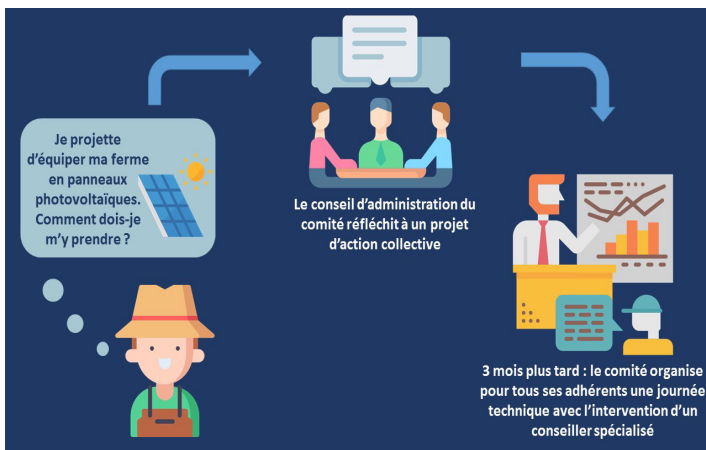 Je projette
d’équiper ma ferme
en panneaux
photovoltaïques.
Comment dois-je
m’y prendre ?
Le conseil d’administration du
comité réfléchit à un projet
d’action collective
3 mois plus tard : le comité organise
pour tous ses adhérents une journée
technique avec l’intervention d’un
conseiller spécialisé